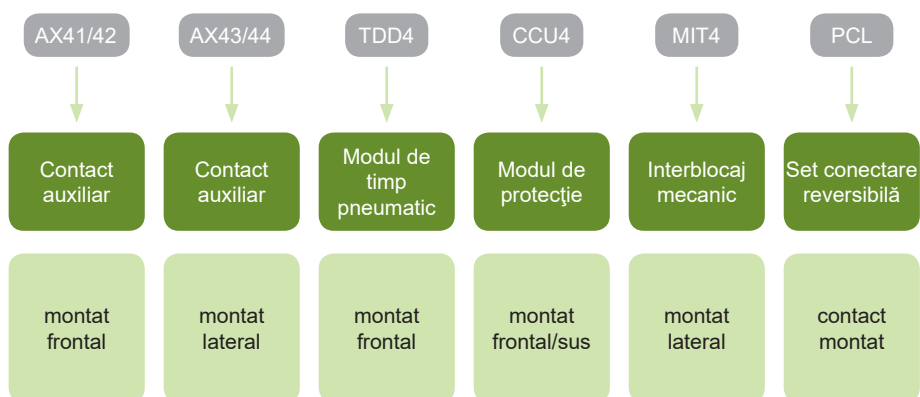 AX41/42
AX43/44
TDD4
CCU4
MIT4
PCL
Contact
auxiliar
Contact
auxiliar
Modul de
timp
pneumatic
Modul de
protecţie
Interblocaj
mecanic
Set conectare
reversibilă
montat
frontal
montat
lateral
montat
frontal
montat
frontal/sus
montat
lateral
contact
montat